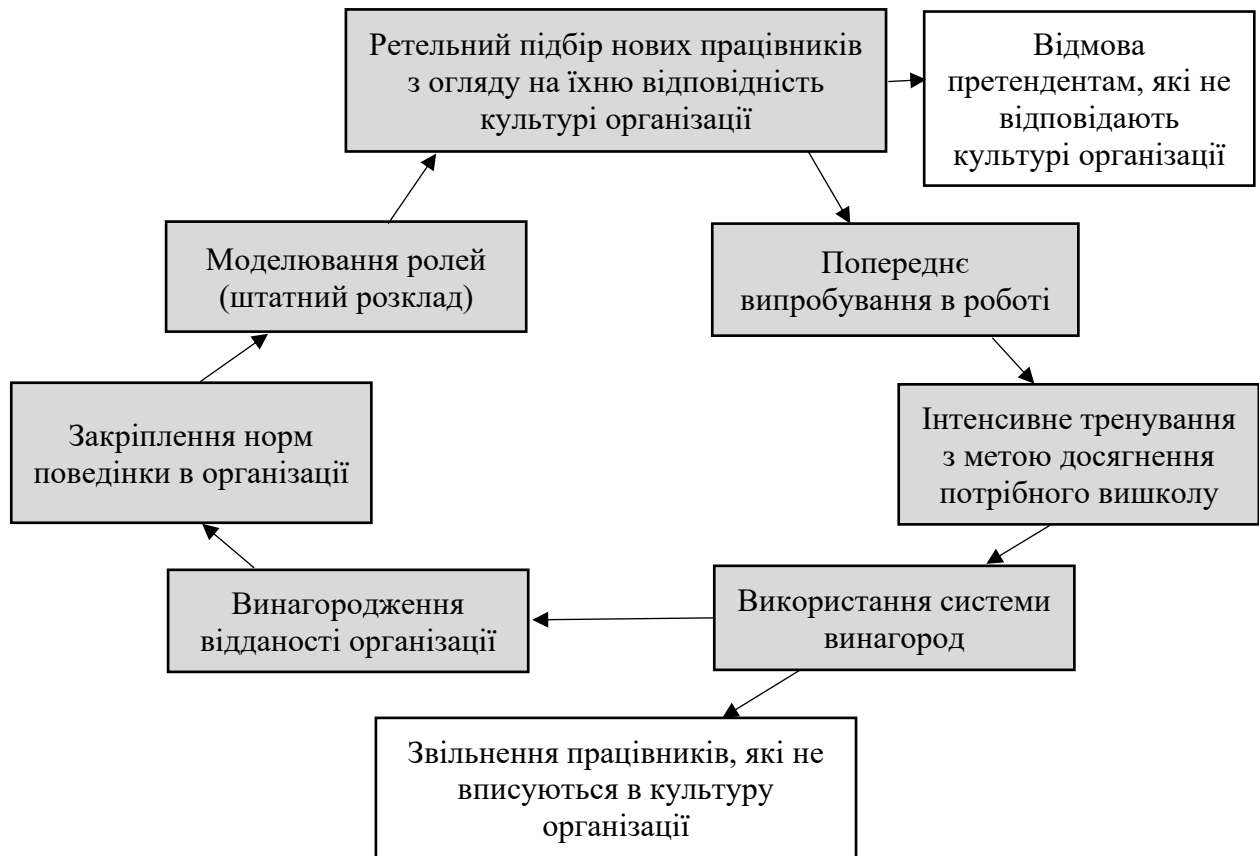 Ретельний підбір нових працівників
з огляду на їхню відповідність
культурі організації
Відмова
претендентам, які не
відповідають
культурі організації
Моделювання ролей
(штатний розклад)
Попереднє
випробування в роботі
Закріплення норм
поведінки в організації
Інтенсивне тренування
з метою досягнення
потрібного вишколу
Винагородження
відданості організації
Використання системи
винагород
Звільнення працівників, які не
вписуються в культуру
організації